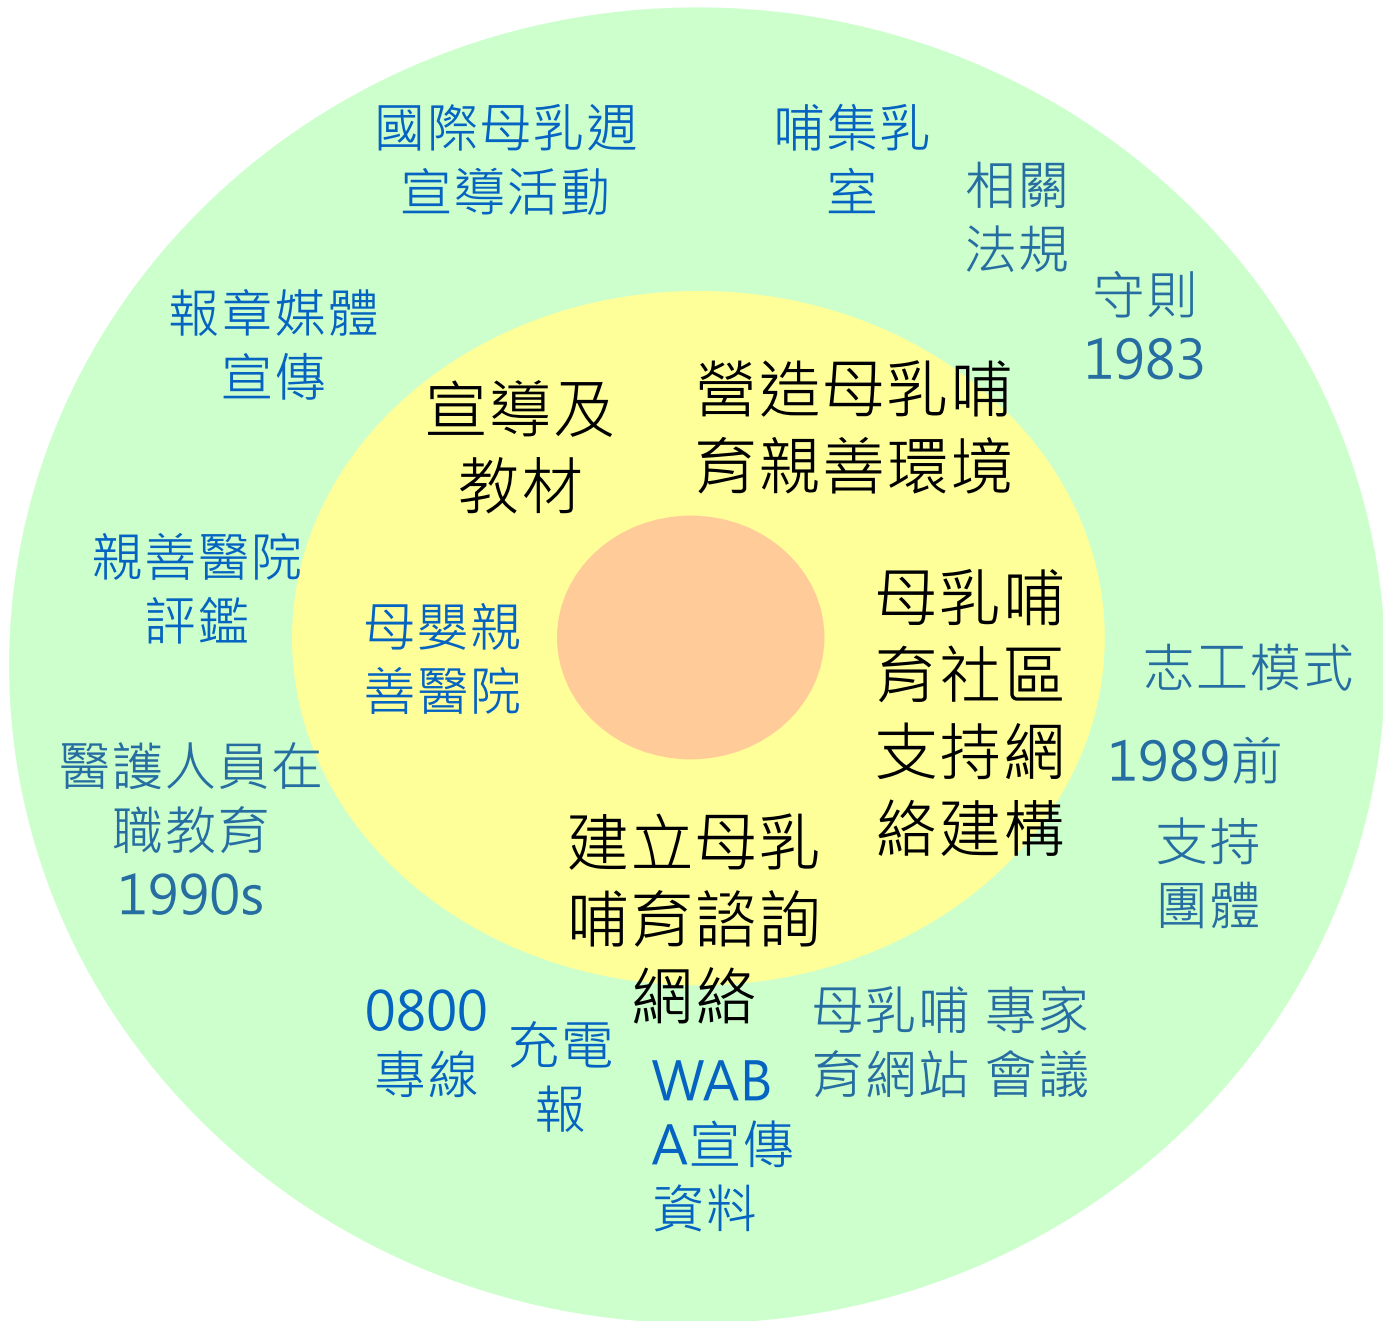 國際母乳週
宣導活動
哺集乳
室
相關
法規
守則
1983
報章媒體
宣傳
宣導及
教材
營造母乳哺
育親善環境
親善醫院
評鑑
母嬰親
善醫院
母乳哺
育社區
支持網
絡建構
志工模式
1989前
支持
團體
醫護人員在
職教育
1990s
建立母乳
哺育諮詢
網絡
0800
專線
充電
報
WAB
A宣傳
資料
母乳哺
育網站
專家
會議